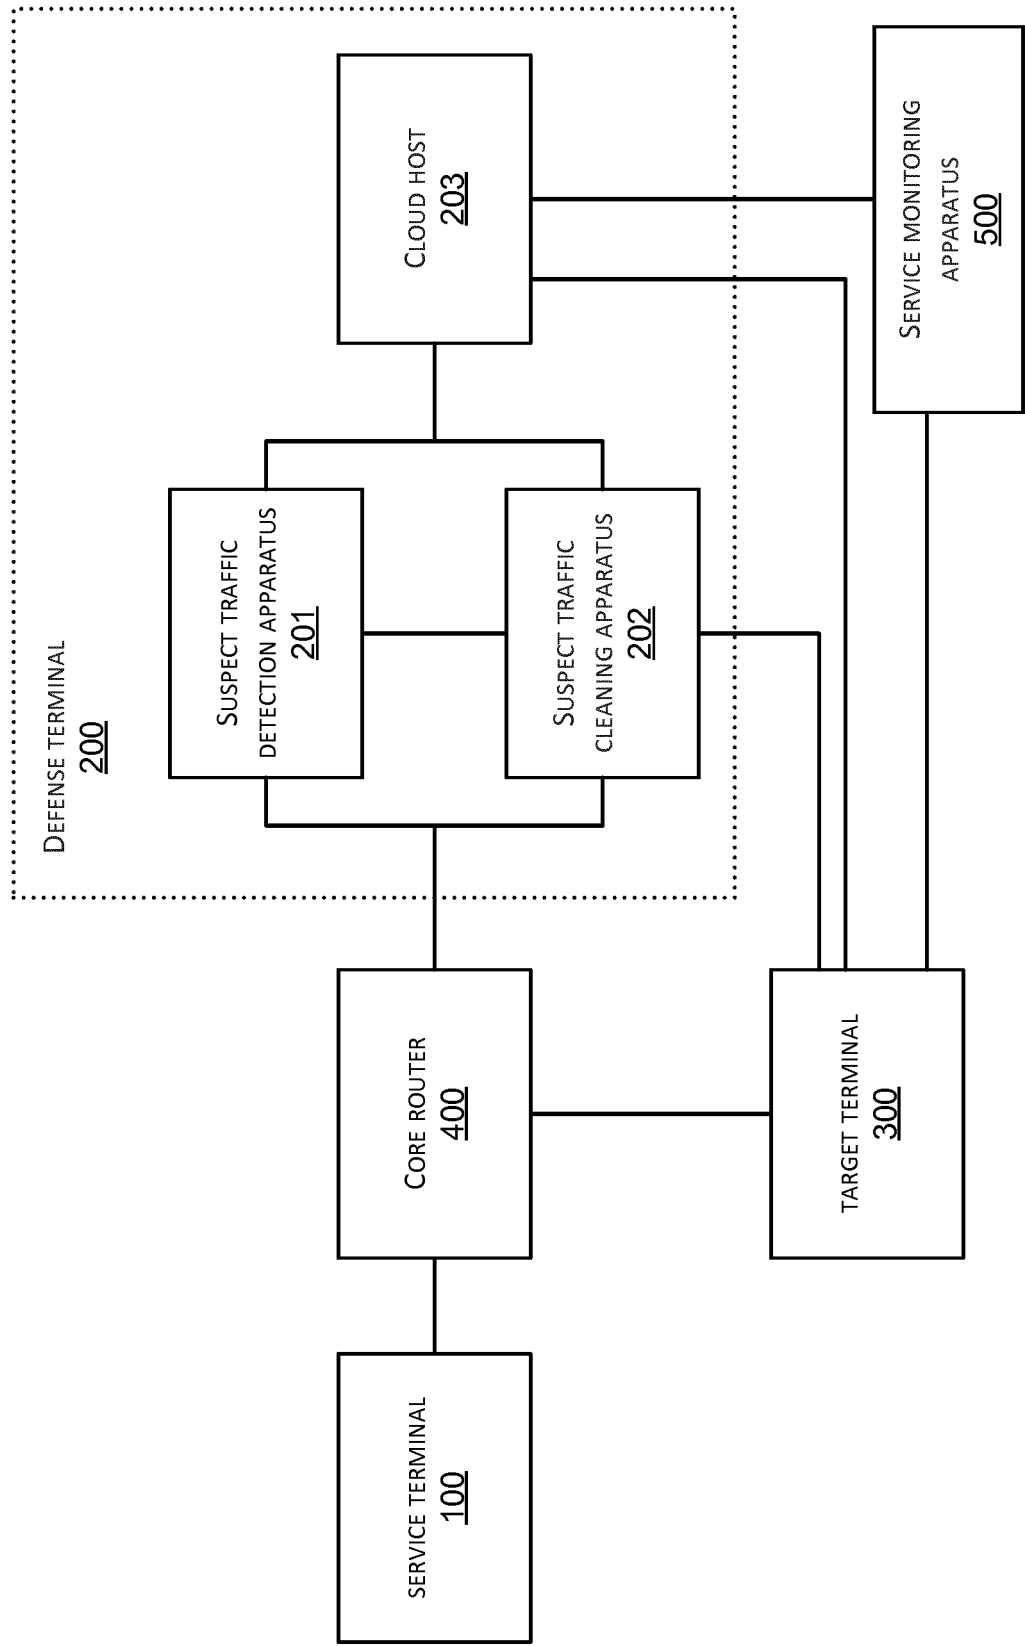 Defense terminal
200
Suspect traffic
detection apparatus
201
Suspect traffic
cleaning apparatus
202
Cloud host
203
service terminal
100
Core router
400
target terminal
300
Service monitoring
apparatus
500